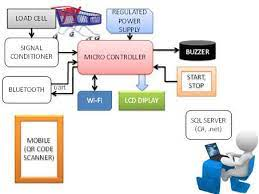 LOAD CELL
REGULATED
POWER
SUPPLY
SIGNAL
CONDITIONER
MICRO CONTROLLER
BUZZER
BLUETOOTH
uart
START,
STOP
Wi-Fi
LCD DIPLAY
MOBILE
(QR CODE
SCANNER)
SQL SERVER
(C#, .net)